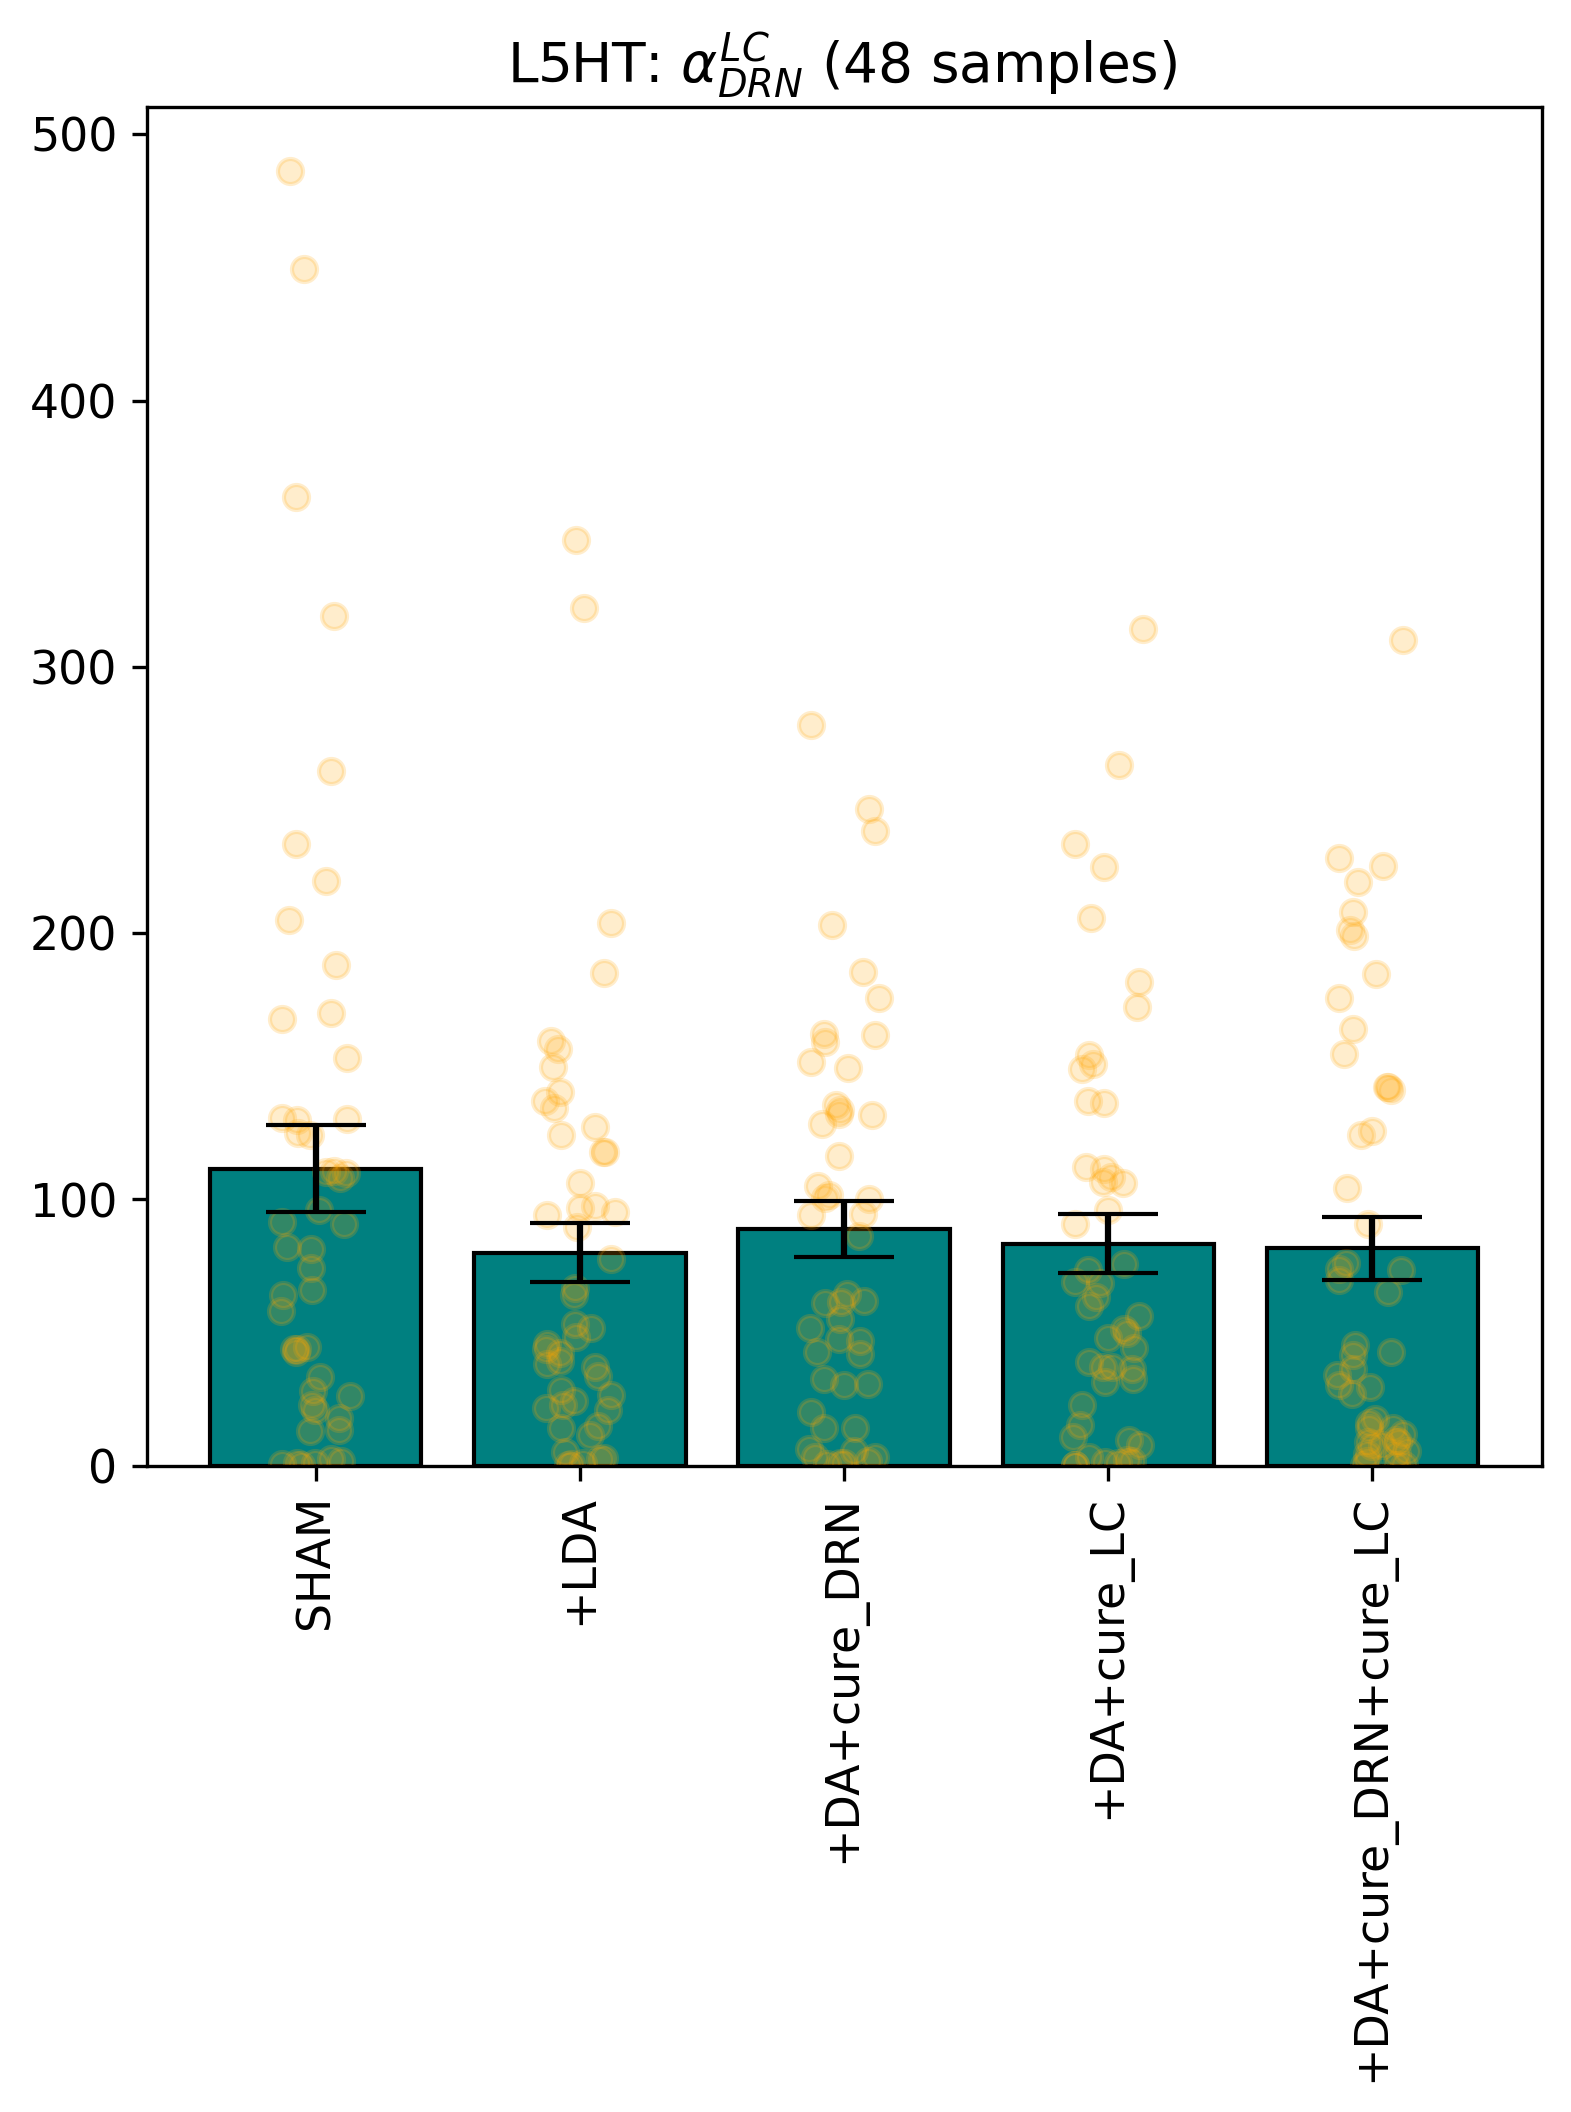 L5HT: α^{LC}_{DRN} (48 samples)
500
400
300
200
100
0
SHAM
+LDA
+DA+cure_DRN
+DA+cure_LC
+DA+cure_DRN+cure_LC